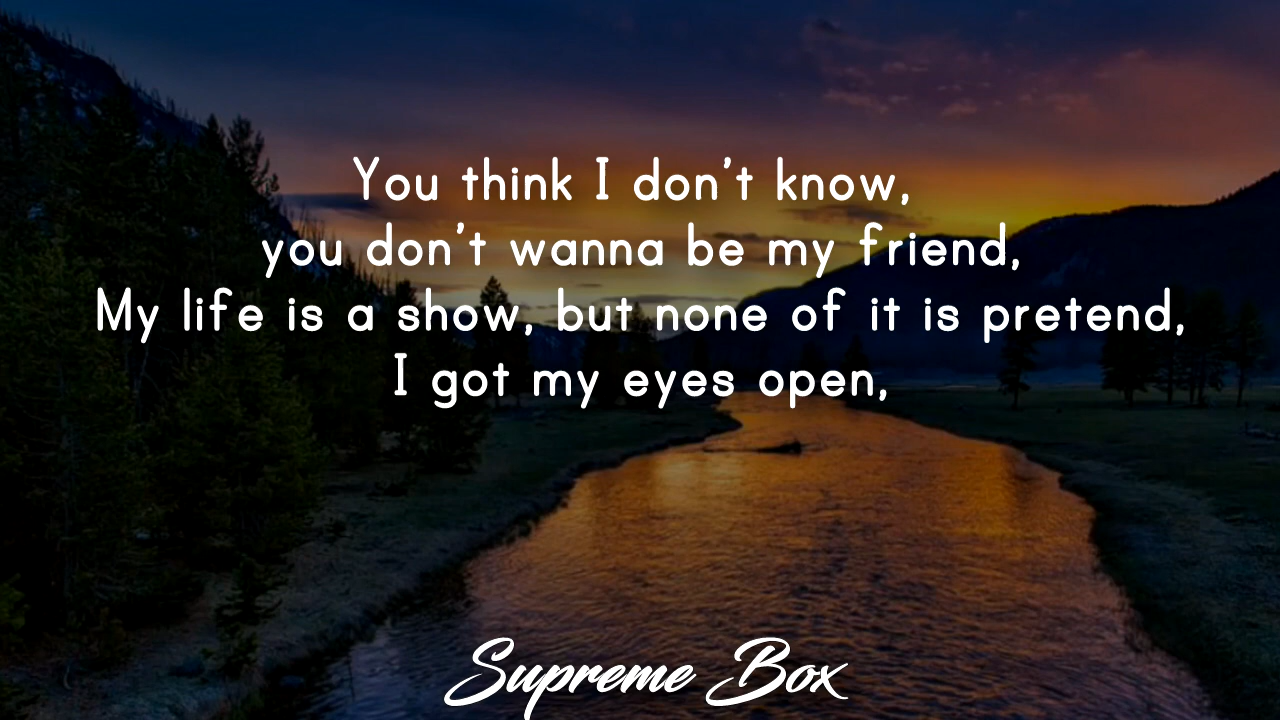 You think I don't know,
you don't wanna be my friend,
My life is a show, but none of it is pretend,
I got my eyes open,
Supreme Box